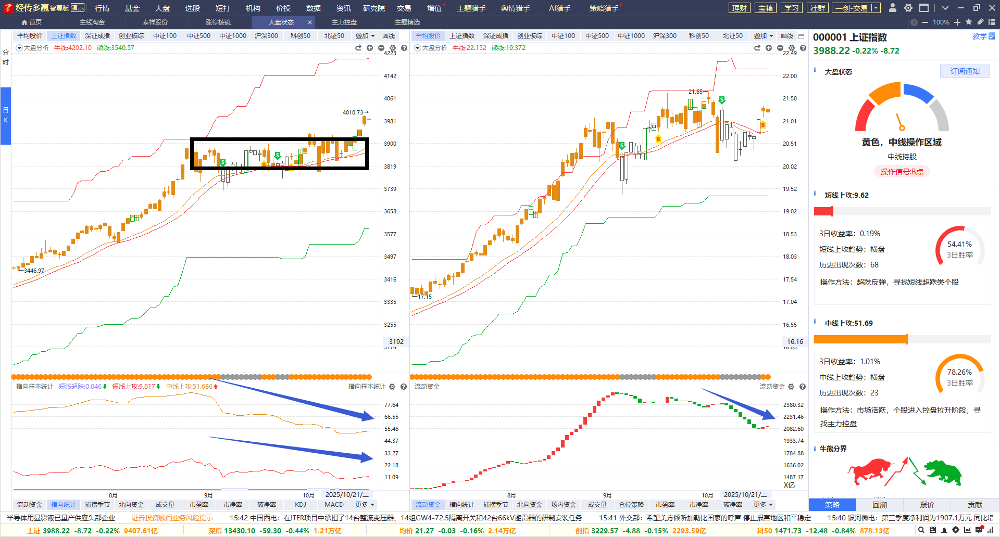 经传多赢 智尊版 演示 行情 基金 大盘 选股 短打 机构 价投 数据 资讯 研究院 交易 增值 主题猎手 舆情猎手 AI猎手 策略猎手 理财 宝箱 学习 社群 一创-交易
首页 主线淘金 泰祥股份 涨停棱镜 大盘状态 × 主力控盘 主题精选 100%
分时
日K
平均股价 上证指数 深证成指 创业板综 中证100 中证500 中证1000 沪深300 科创50 北证50 叠加 画线
大盘分析 牛线:4202.10 熊线:3540.57
4223
4142
4061
4010.73
3981
3900
3819
3739
3658
3577
3497
3446.97
3416
3335
3255
3192
3174
S
S
B
横向样本统计 短线超跌:0.046 短线上攻:9.617 中线上攻:51.686 横向样本统计
77.64
66.55
55.46
44.37
33.27
22.18
11.09
8月 9月 10月 2025/10/21/二
流动资金 横向统计 捕捞季节 北向资金 成交量 市盈率 市净率 破净率 KDJ MACD 更多
平均股价 上证指数 深证成指 创业板综 中证100 中证500 中证1000 沪深300 科创50 北证50 叠加 画线
大盘分析 牛线:22.152 熊线:19.372
22.49
22.00
21.65
21.50
21.01
20.51
20.02
19.52
19.02
18.53
18.03
17.54
17.15
17.04
16.55
16.16
16.05
S
B
S
B
流动资金 流动资金
2380.32
2231.46
2082.60
1933.74
1784.88
1636.02
1487.17
X亿
8月 9月 10月 2025/10/21/二
流动资金 横向统计 捕捞季节 北向资金 场内资金 成交量 仓位策略 市盈率 市净率 破净率 更多
000001 上证指数 教学
3988.22 -0.22% -8.72
大盘状态 订阅通知
黄色，中线操作区域
中线持股
操作信号:B点
短线上攻:9.62
3日收益率：0.19%
短线上攻趋势：横盘
历史出现次数：68
54.41%
3日胜率
操作方法：超跌反弹，寻找短线超跌类个股
中线上攻:51.69
3日收益率：1.01%
中线上攻趋势：横盘
历史出现次数：23
78.26%
3日胜率
操作方法：市场活跃，个股进入控盘拉升阶段，寻
找主力控盘
牛熊分界
策略 回溯 报价 贡献
半导体用显影液已量产供应头部企业 证券投资顾问业务风险提示 15:42 中国西电：在ITER项目中承担了14台整流变压器、14组GW4-72.5隔离开关和42台66kV避雷器的研制安装任务 15:41 外交部：希望美方倾听加勒比国家的呼声 停止损害地区和平稳定 15:40 银河微电：第三季度净利润为1907.1万元 同比增
上证 3988.22 -8.72 -0.22% 9407.61亿 深指 13430.10 -59.30 -0.44% 1.21万亿 均价 21.27 -0.03 -0.16% 2.14万亿 创指 3229.57 -4.88 -0.15% 2293.59亿 科50 1471.73 -12.48 -0.84% 878.13亿